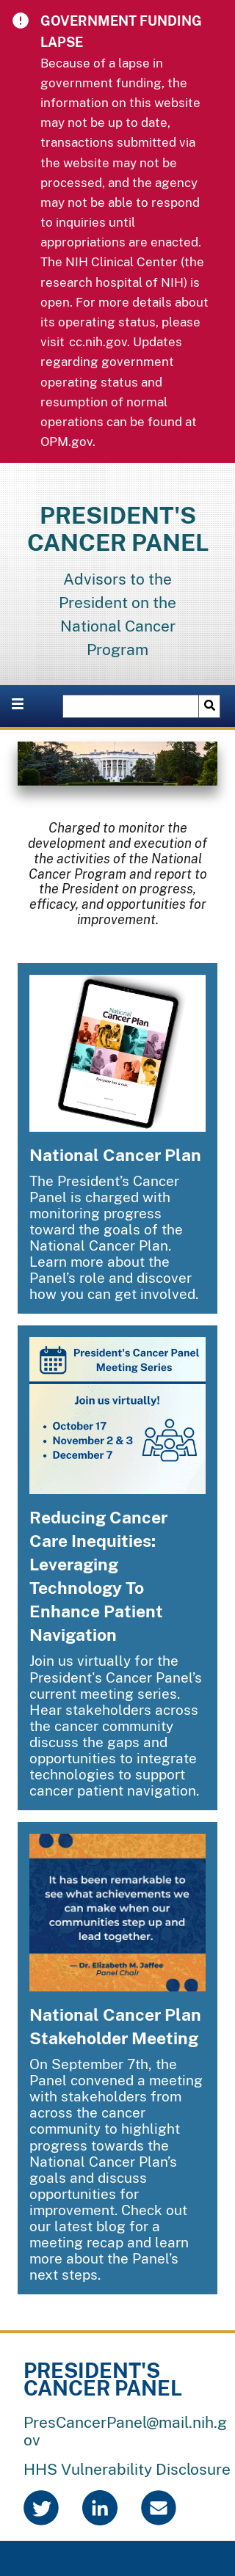 GOVERNMENT FUNDING
LAPSE
Because of a lapse in
government funding, the
information on this website
may not be up to date,
transactions submitted via
the website may not be
processed, and the agency
may not be able to respond
to inquiries until
appropriations are enacted.
The NIH Clinical Center (the
research hospital of NIH) is
open. For more details about
its operating status, please
visit cc.nih.gov. Updates
regarding government
operating status and
resumption of normal
operations can be found at
OPM.gov.
PRESIDENT'S
CANCER PANEL
Advisors to the
President on the
National Cancer
Program
Charged to monitor the
development and execution of
the activities of the National
Cancer Program and report to
the President on progress,
efficacy, and opportunities for
improvement.
National
Cancer Plan
National Cancer Plan
The President's Cancer
Panel is charged with
monitoring progress
toward the goals of the
National Cancer Plan.
Learn more about the
Panel's role and discover
how you can get involved.
President's Cancer Panel
Meeting Series
Join us virtually!
• October 17
• November 2 & 3
• December 7
Reducing Cancer
Care Inequities:
Leveraging
Technology To
Enhance Patient
Navigation
Join us virtually for the
President's Cancer Panel's
current meeting series.
Hear stakeholders across
the cancer community
discuss the gaps and
opportunities to integrate
technologies to support
cancer patient navigation.
It has been remarkable to
see what achievements we
can make when our
communities step up and
lead together.
— Dr. Elizabeth M. Jaffee
Panel Chair
National Cancer Plan
Stakeholder Meeting
On September 7th, the
Panel convened a meeting
with stakeholders from
across the cancer
community to highlight
progress towards the
National Cancer Plan's
goals and discuss
opportunities for
improvement. Check out
our latest blog for a
meeting recap and learn
more about the Panel's
next steps.
PRESIDENT'S
CANCER PANEL
PresCancerPanel@mail.nih.g
ov
HHS Vulnerability Disclosure